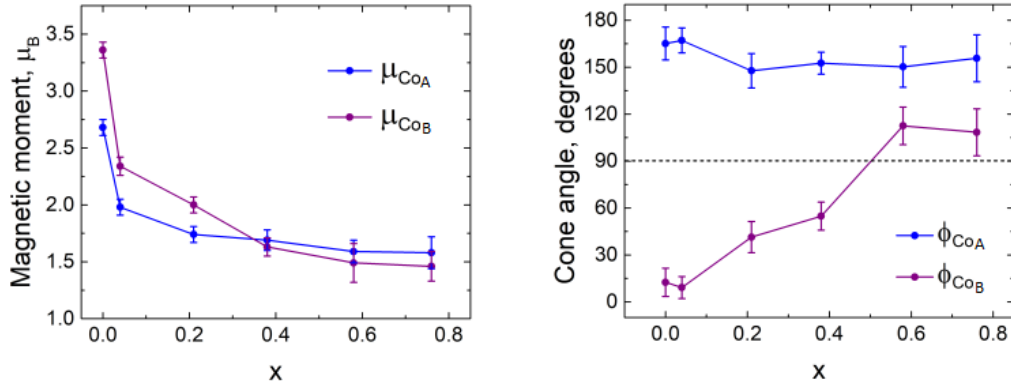 Magnetic moment, μB
3.5
3.0
2.5
2.0
1.5
1.0
0.0
0.2
0.4
0.6
0.8
x
μCoA
μCoB
Cone angle, degrees
180
150
120
90
60
30
0
0.0
0.2
0.4
0.6
0.8
x
ϕCoA
ϕCoB